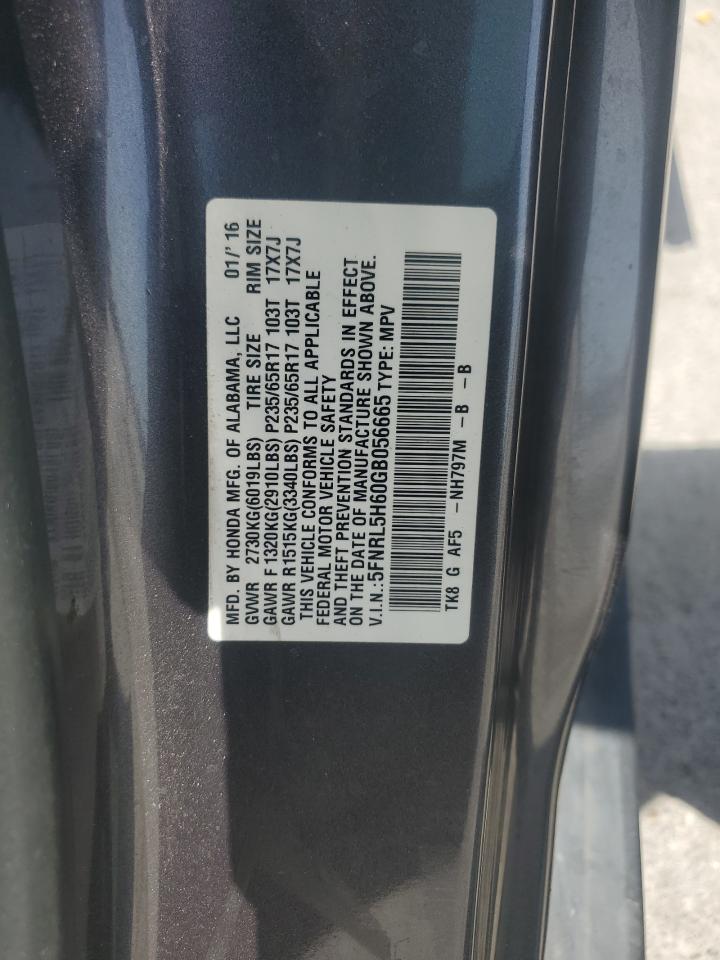 MFD. BY HONDA MFG. OF ALABAMA, LLC 01/' 16
GVWR 2730KG(6019LBS) TIRE SIZE RIM SIZE
GAWR F 1320KG(2910LBS) P235/65R17 103T 17X7J
GAWR R1515KG(3340LBS) P235/65R17 103T 17X7J
THIS VEHICLE CONFORMS TO ALL APPLICABLE
FEDERAL MOTOR VEHICLE SAFETY
AND THEFT PREVENTION STANDARDS IN EFFECT
ON THE DATE OF MANUFACTURE SHOWN ABOVE.
V.I.N.:5FNRL5H60GB056665 TYPE: MPV
TK8 G AF5 -NH797M -B -B